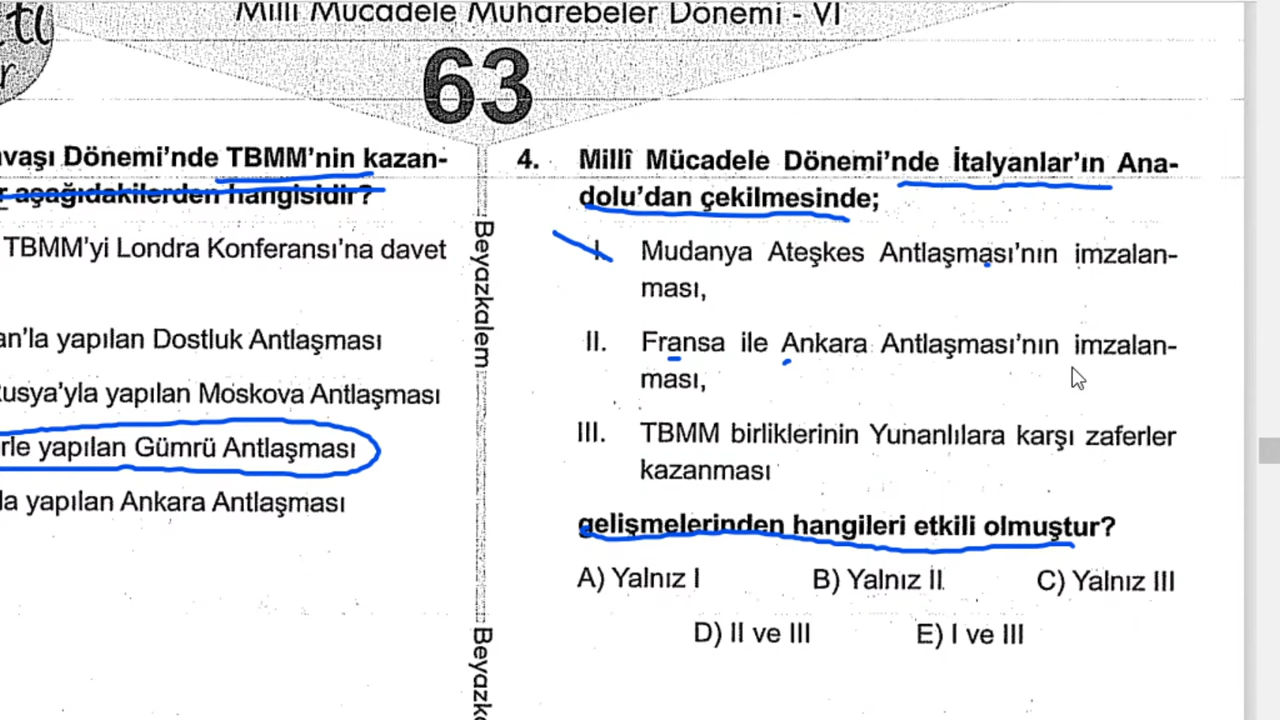 Millî Mücadele Muharebeler Dönemi - VI
63
vaşı Dönemi’nde TBMM’nin kazan-
r aşağıdakilerden hangisidir?
TBMM’yi Londra Konferansı’na davet
an’la yapılan Dostluk Antlaşması
Rusya’yla yapılan Moskova Antlaşması
rle yapılan Gümrü Antlaşması
la yapılan Ankara Antlaşması
Beyazkalem
Beyazk
4. Millî Mücadele Dönemi’nde İtalyanlar’ın Ana-
dolu’dan çekilmesinde;
I. Mudanya Ateşkes Antlaşması’nın imzalan-
ması,
II. Fransa ile Ankara Antlaşması’nın imzalan-
ması,
III. TBMM birliklerinin Yunanlılara karşı zaferler
kazanması
gelişmelerinden hangileri etkili olmuştur?
A) Yalnız I B) Yalnız II C) Yalnız III
D) II ve III E) I ve III